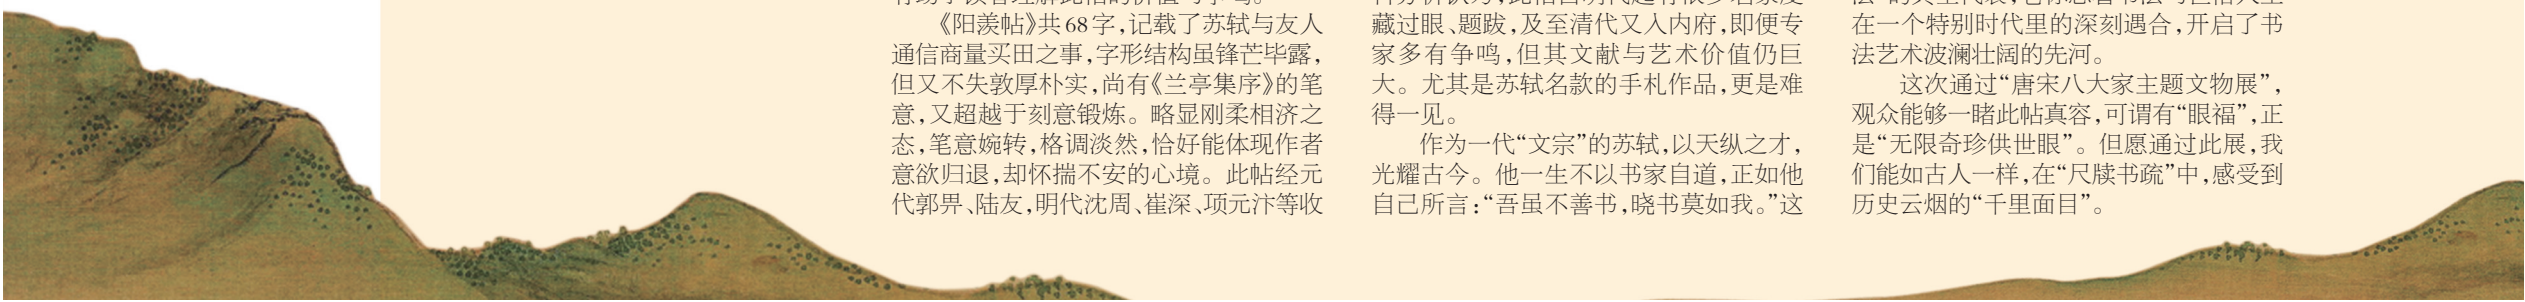 《阳羡帖》共68字，记载了苏轼与友人
通信商量买田之事，字形结构虽锋芒毕露，
但又不失敦厚朴实，尚有《兰亭集序》的笔
意，又超越于刻意锻炼。略显刚柔相济之
态，笔意婉转，格调淡然，恰好能体现作者
意欲归退，却怀揣不安的心境。此帖经元
代郭畀、陆友，明代沈周、崔深、项元汴等收
藏过眼、题跋，及至清代又入内府，即便专
家多有争鸣，但其文献与艺术价值仍巨
大。尤其是苏轼名款的手札作品，更是难
得一见。
作为一代“文宗”的苏轼，以天纵之才，
光耀古今。他一生不以书家自道，正如他
自己所言：“吾虽不善书，晓书莫如我。”这
在一个特别时代里的深刻遇合，开启了书
法艺术波澜壮阔的先河。
这次通过“唐宋八大家主题文物展”，
观众能够一睹此帖真容，可谓有“眼福”，正
是“无限奇珍供世眼”。但愿通过此展，我
们能如古人一样，在“尺牍书疏”中，感受到
历史云烟的“千里面目”。